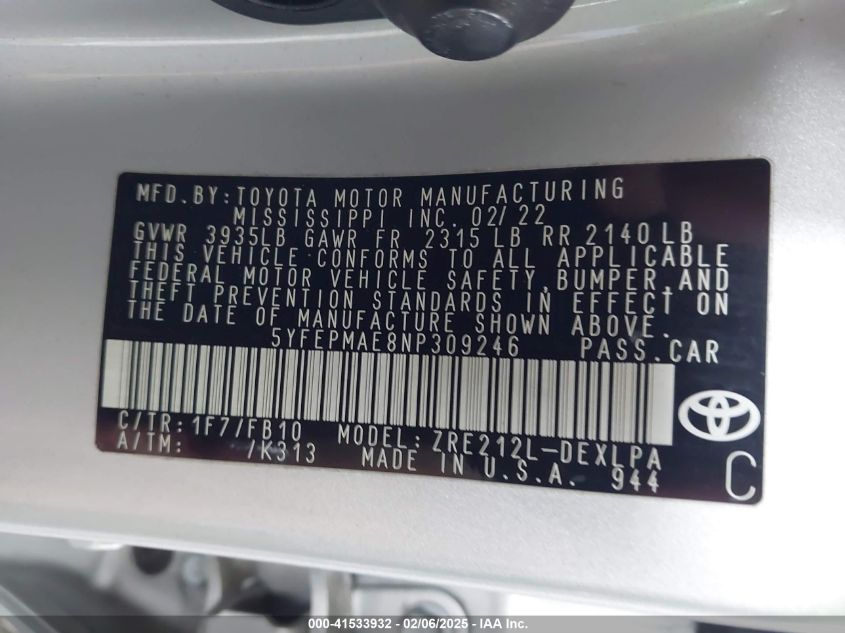 MFD. BY: TOYOTA MOTOR MANUFACTURING
MISSISSIPPI INC. 02/22
GVWR 3935LB GAWR FR 2315 LB RR 2140 LB
THIS VEHICLE CONFORMS TO ALL APPLICABLE
FEDERAL MOTOR VEHICLE SAFETY, BUMPER, AND
THEFT PREVENTION STANDARDS IN EFFECT ON
THE DATE OF MANUFACTURE SHOWN ABOVE.
5YFEPMAE8NP309246 PASS.CAR
C/TR: 1F7/FB10 MODEL: ZRE212L-DEXLPA
A/TM: /K313 MADE IN U.S.A. 944
C
000-41533932 - 02/06/2025 - IAA Inc.